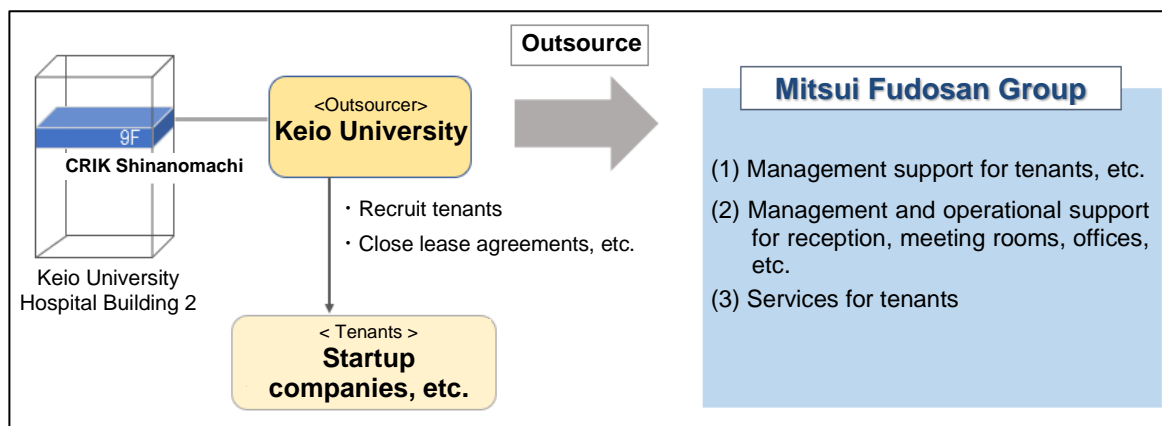 Outsource
9F
CRIK Shinanomachi
Keio University
Hospital Building 2
<Outsourcer>
Keio University
・Recruit tenants
・Close lease agreements, etc.
< Tenants >
Startup
companies, etc.
Mitsui Fudosan Group
(1) Management support for tenants, etc.
(2) Management and operational support
for reception, meeting rooms, offices,
etc.
(3) Services for tenants